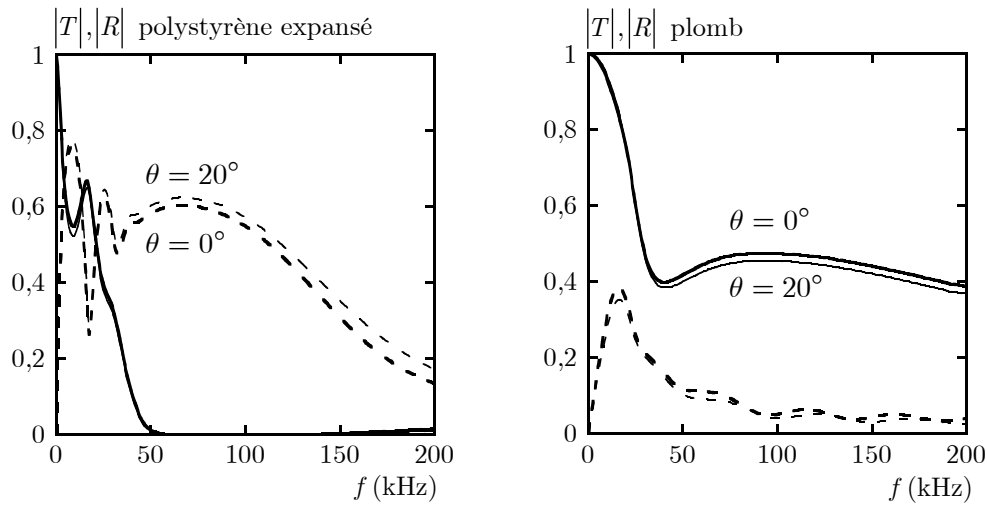 |T|,|R| polystyrène expansé
1
0,8
0,6
0,4
0,2
0
0 50 100 150 200
f (kHz)
θ = 20°
θ = 0°
|T|,|R| plomb
1
0,8
0,6
0,4
0,2
0
0 50 100 150 200
f (kHz)
θ = 0°
θ = 20°